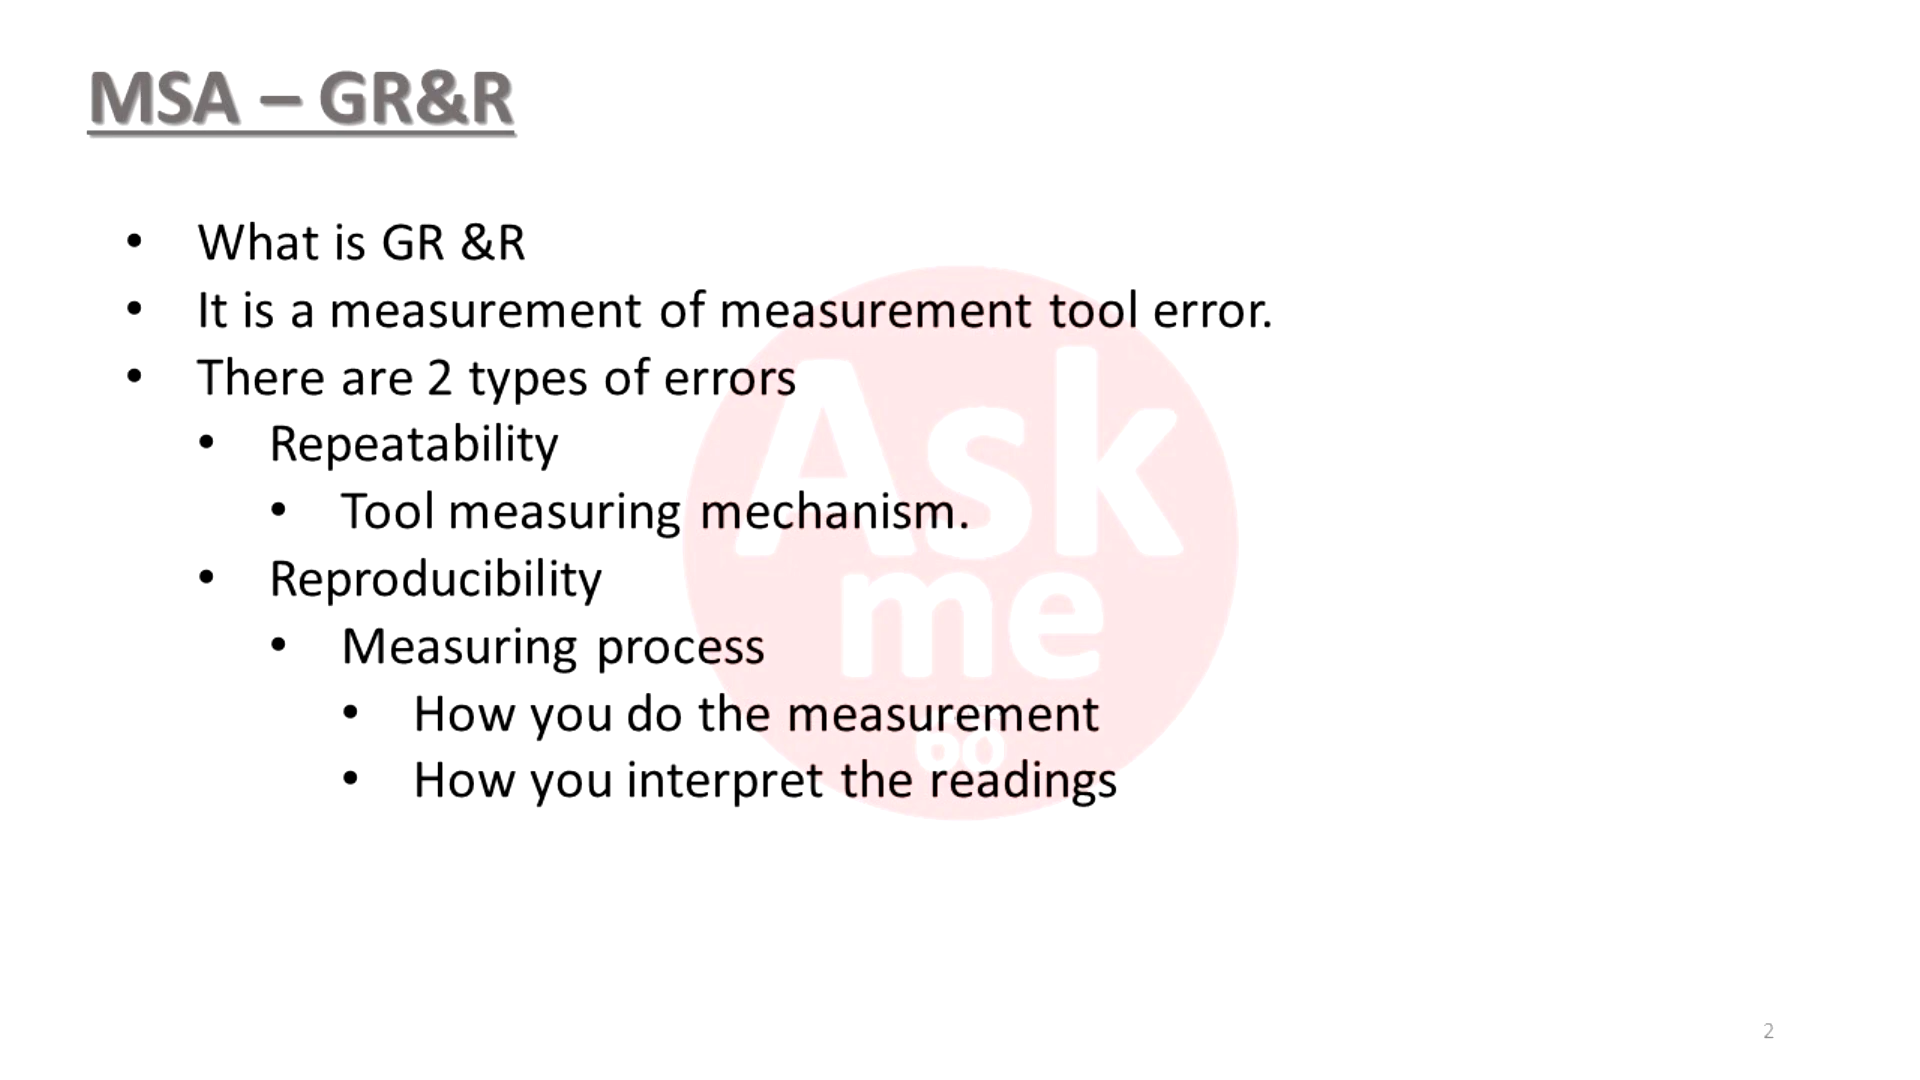 MSA – GR&R
• What is GR &R
• It is a measurement of measurement tool error.
• There are 2 types of errors
• Repeatability
• Tool measuring mechanism.
• Reproducibility
• Measuring process
• How you do the measurement
• How you interpret the readings
Ask
me
2